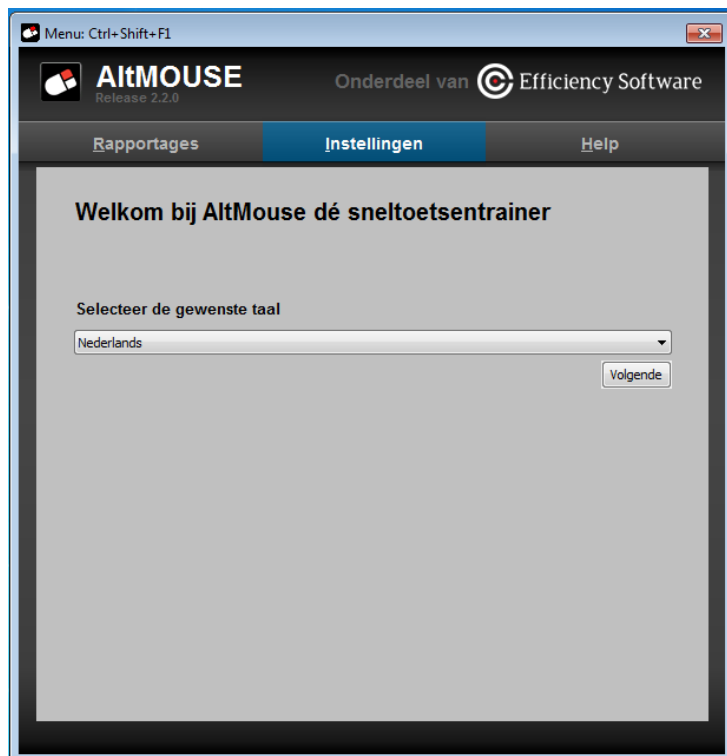 Menu: Ctrl+Shift+F1
AltMOUSE
Release 2.2.0
Onderdeel van Efficiency Software
Rapportages Instellingen Help
Welkom bij AltMouse dé sneltoetsentrainer
Selecteer de gewenste taal
Nederlands
Volgende